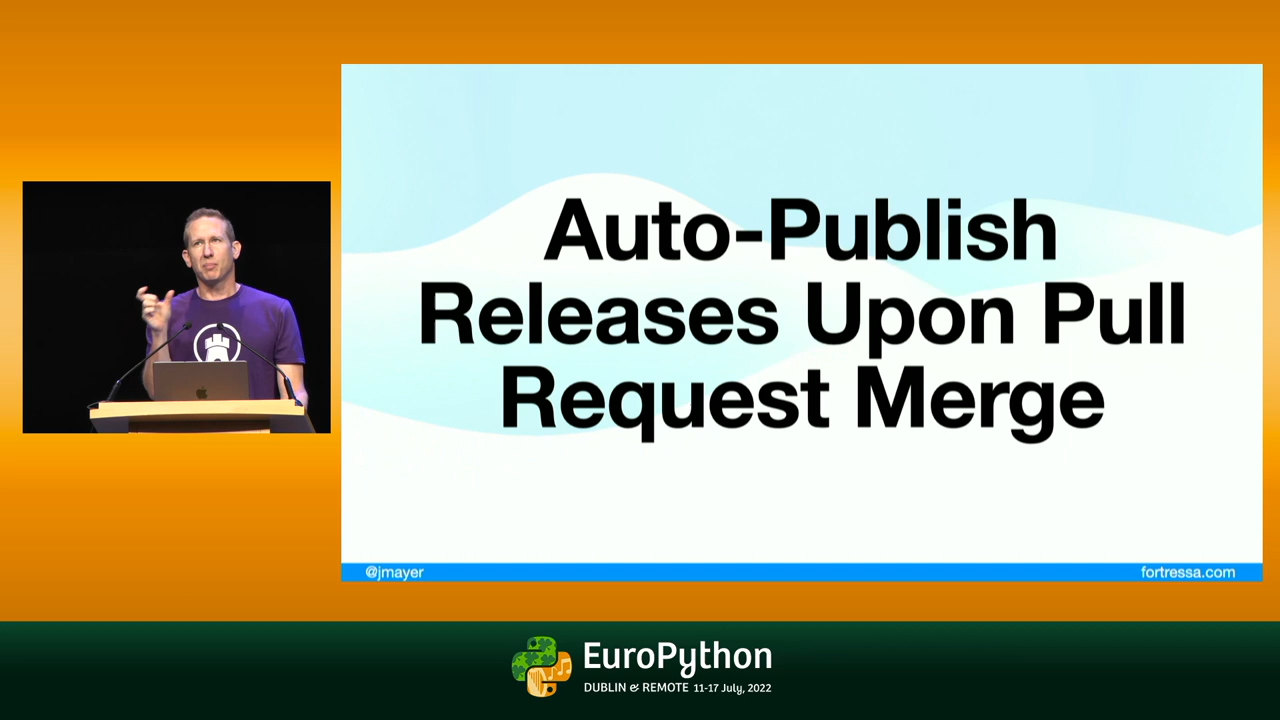 Auto-Publish
Releases Upon Pull
Request Merge
@jmayer
fortressa.com
EuroPython
DUBLIN & REMOTE 11-17 July, 2022